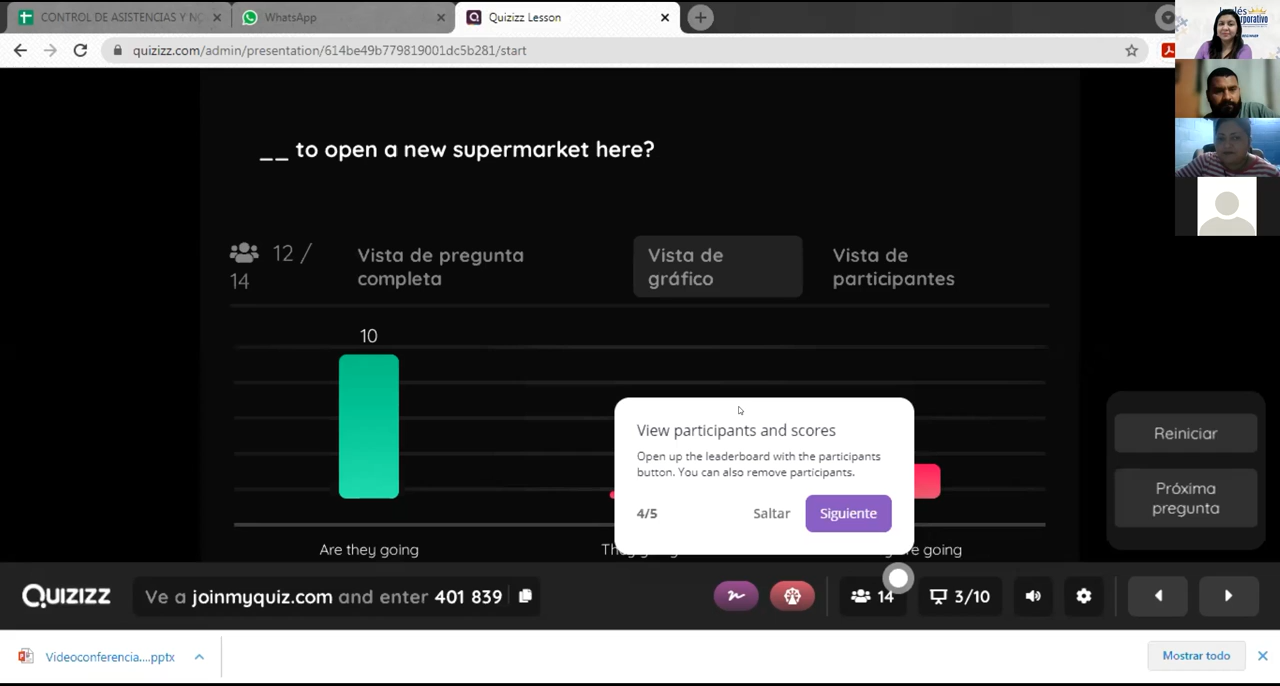 CONTROL DE ASISTENCIAS Y NO
WhatsApp
Quizizz Lesson
quizizz.com/admin/presentation/614be49b779819001dc5b281/start
Inglés
__ to open a new supermarket here?
12 /
14
Vista de pregunta
completa
Vista de
gráfico
Vista de
participantes
10
View participants and scores
Open up the leaderboard with the participants
button. You can also remove participants.
4/5
Saltar
Siguiente
Reiniciar
Próxima
pregunta
Are they going
going
QUIZIZZ
Ve a joinmyquiz.com and enter 401 839
14
3/10
Videoconferencia....pptx
Mostrar todo